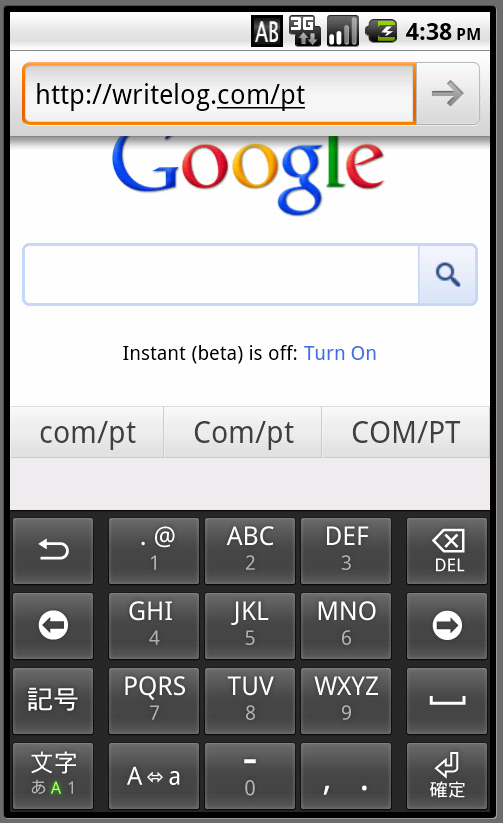 AB 3G 4:38 PM
http://writelog.com/pt
Google
Instant (beta) is off: Turn On
com/pt Com/pt COM/PT
. @ ABC DEF
1 2 3 DEL
GHI JKL MNO
4 5 6
記号 PQRS TUV WXYZ
7 8 9
文字 A⇔a - , .
あ A 1 0 確定